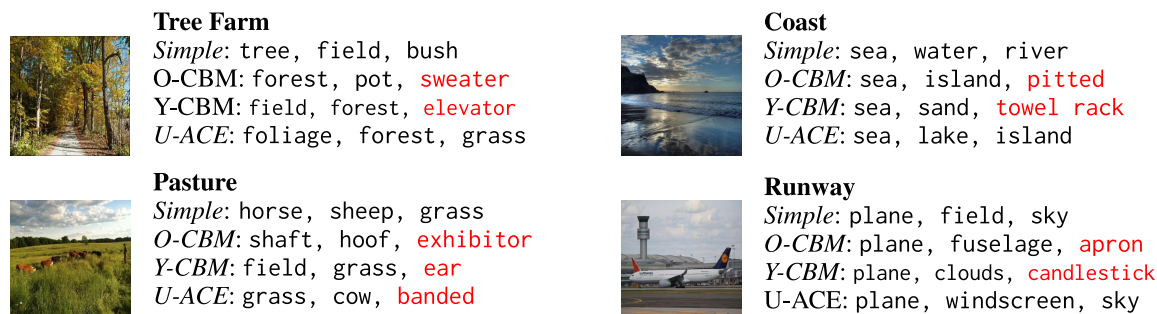 Tree Farm
Simple: tree, field, bush
O-CBM: forest, pot, sweater
Y-CBM: field, forest, elevator
U-ACE: foliage, forest, grass
Pasture
Simple: horse, sheep, grass
O-CBM: shaft, hoof, exhibitor
Y-CBM: field, grass, ear
U-ACE: grass, cow, banded
Coast
Simple: sea, water, river
O-CBM: sea, island, pitted
Y-CBM: sea, sand, towel rack
U-ACE: sea, lake, island
Runway
Simple: plane, field, sky
O-CBM: plane, fuselage, apron
Y-CBM: plane, clouds, candlestick
U-ACE: plane, windscreen, sky